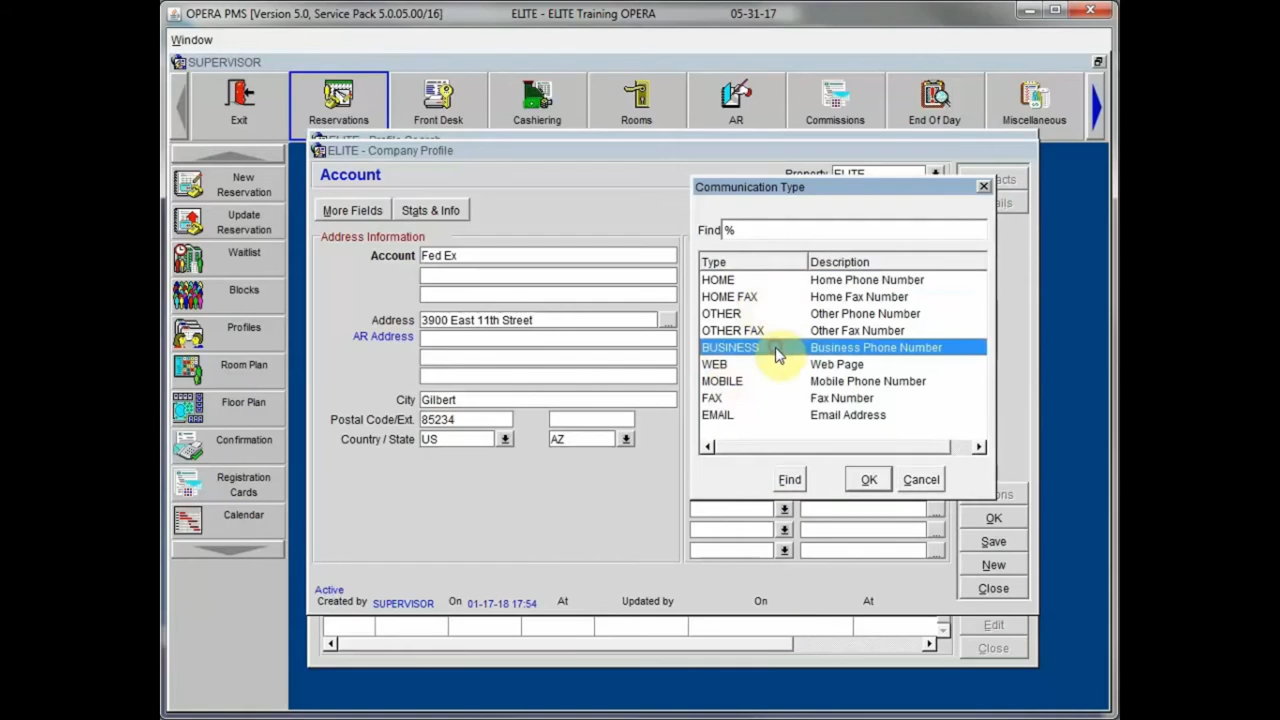 OPERA PMS [Version 5.0, Service Pack 5.0.05.00/16] ELITE - ELITE Training OPERA 05-31-17
Window
SUPERVISOR
Exit Reservations Front Desk Cashiering Rooms AR Commissions End Of Day Miscellaneous
ELITE - Profile Search
ELITE - Company Profile
Account
Property ELITE
Communication Type
More Fields Stats & Info
Find %
Address Information
Account Fed Ex
Type Description
HOME Home Phone Number
HOME FAX Home Fax Number
OTHER Other Phone Number
OTHER FAX Other Fax Number
BUSINESS Business Phone Number
WEB Web Page
MOBILE Mobile Phone Number
FAX Fax Number
EMAIL Email Address
Find OK Cancel
Address 3900 East 11th Street ...
AR Address
City Gilbert
Postal Code/Ext. 85234
Country / State US AZ
New
Reservation
Update
Reservation
Waitlist
Blocks
Profiles
Room Plan
Floor Plan
Confirmation
Registration
Cards
Calendar
OK
Save
New
Close
Active
Created by SUPERVISOR On 01-17-18 17:54 At Updated by On At
Edit
Close